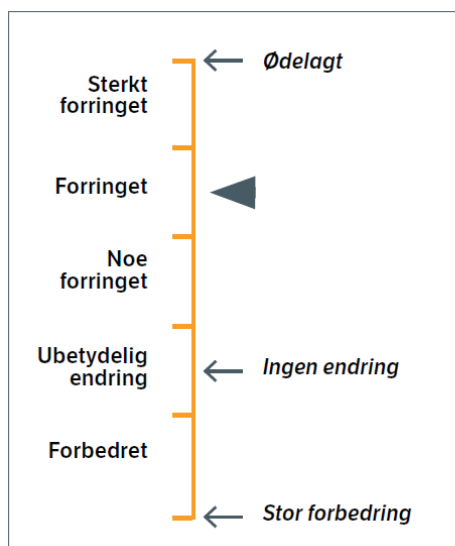 Ødelagt
Sterkt
forringet
Forringet
Noe
forringet
Ubetydelig
endring
Ingen endring
Forbedret
Stor forbedring